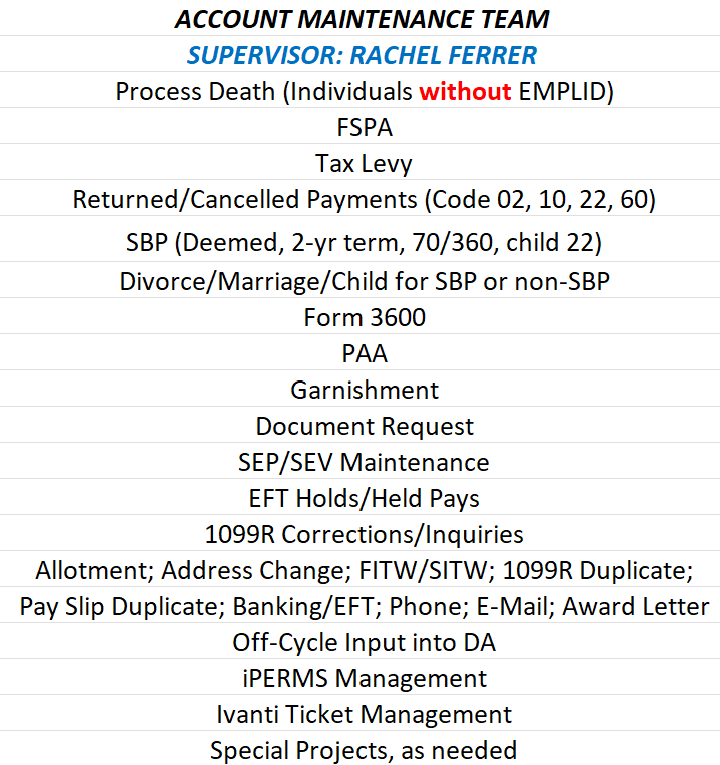 ACCOUNT MAINTENANCE TEAM
SUPERVISOR: RACHEL FERRER
Process Death (Individuals without EMPLID)
FSPA
Tax Levy
Returned/Cancelled Payments (Code 02, 10, 22, 60)
SBP (Deemed, 2-yr term, 70/360, child 22)
Divorce/Marriage/Child for SBP or non-SBP
Form 3600
PAA
Garnishment
Document Request
SEP/SEV Maintenance
EFT Holds/Held Pays
1099R Corrections/Inquiries
Allotment; Address Change; FITW/SITW; 1099R Duplicate;
Pay Slip Duplicate; Banking/EFT; Phone; E-Mail; Award Letter
Off-Cycle Input into DA
iPERMS Management
Ivanti Ticket Management
Special Projects, as needed